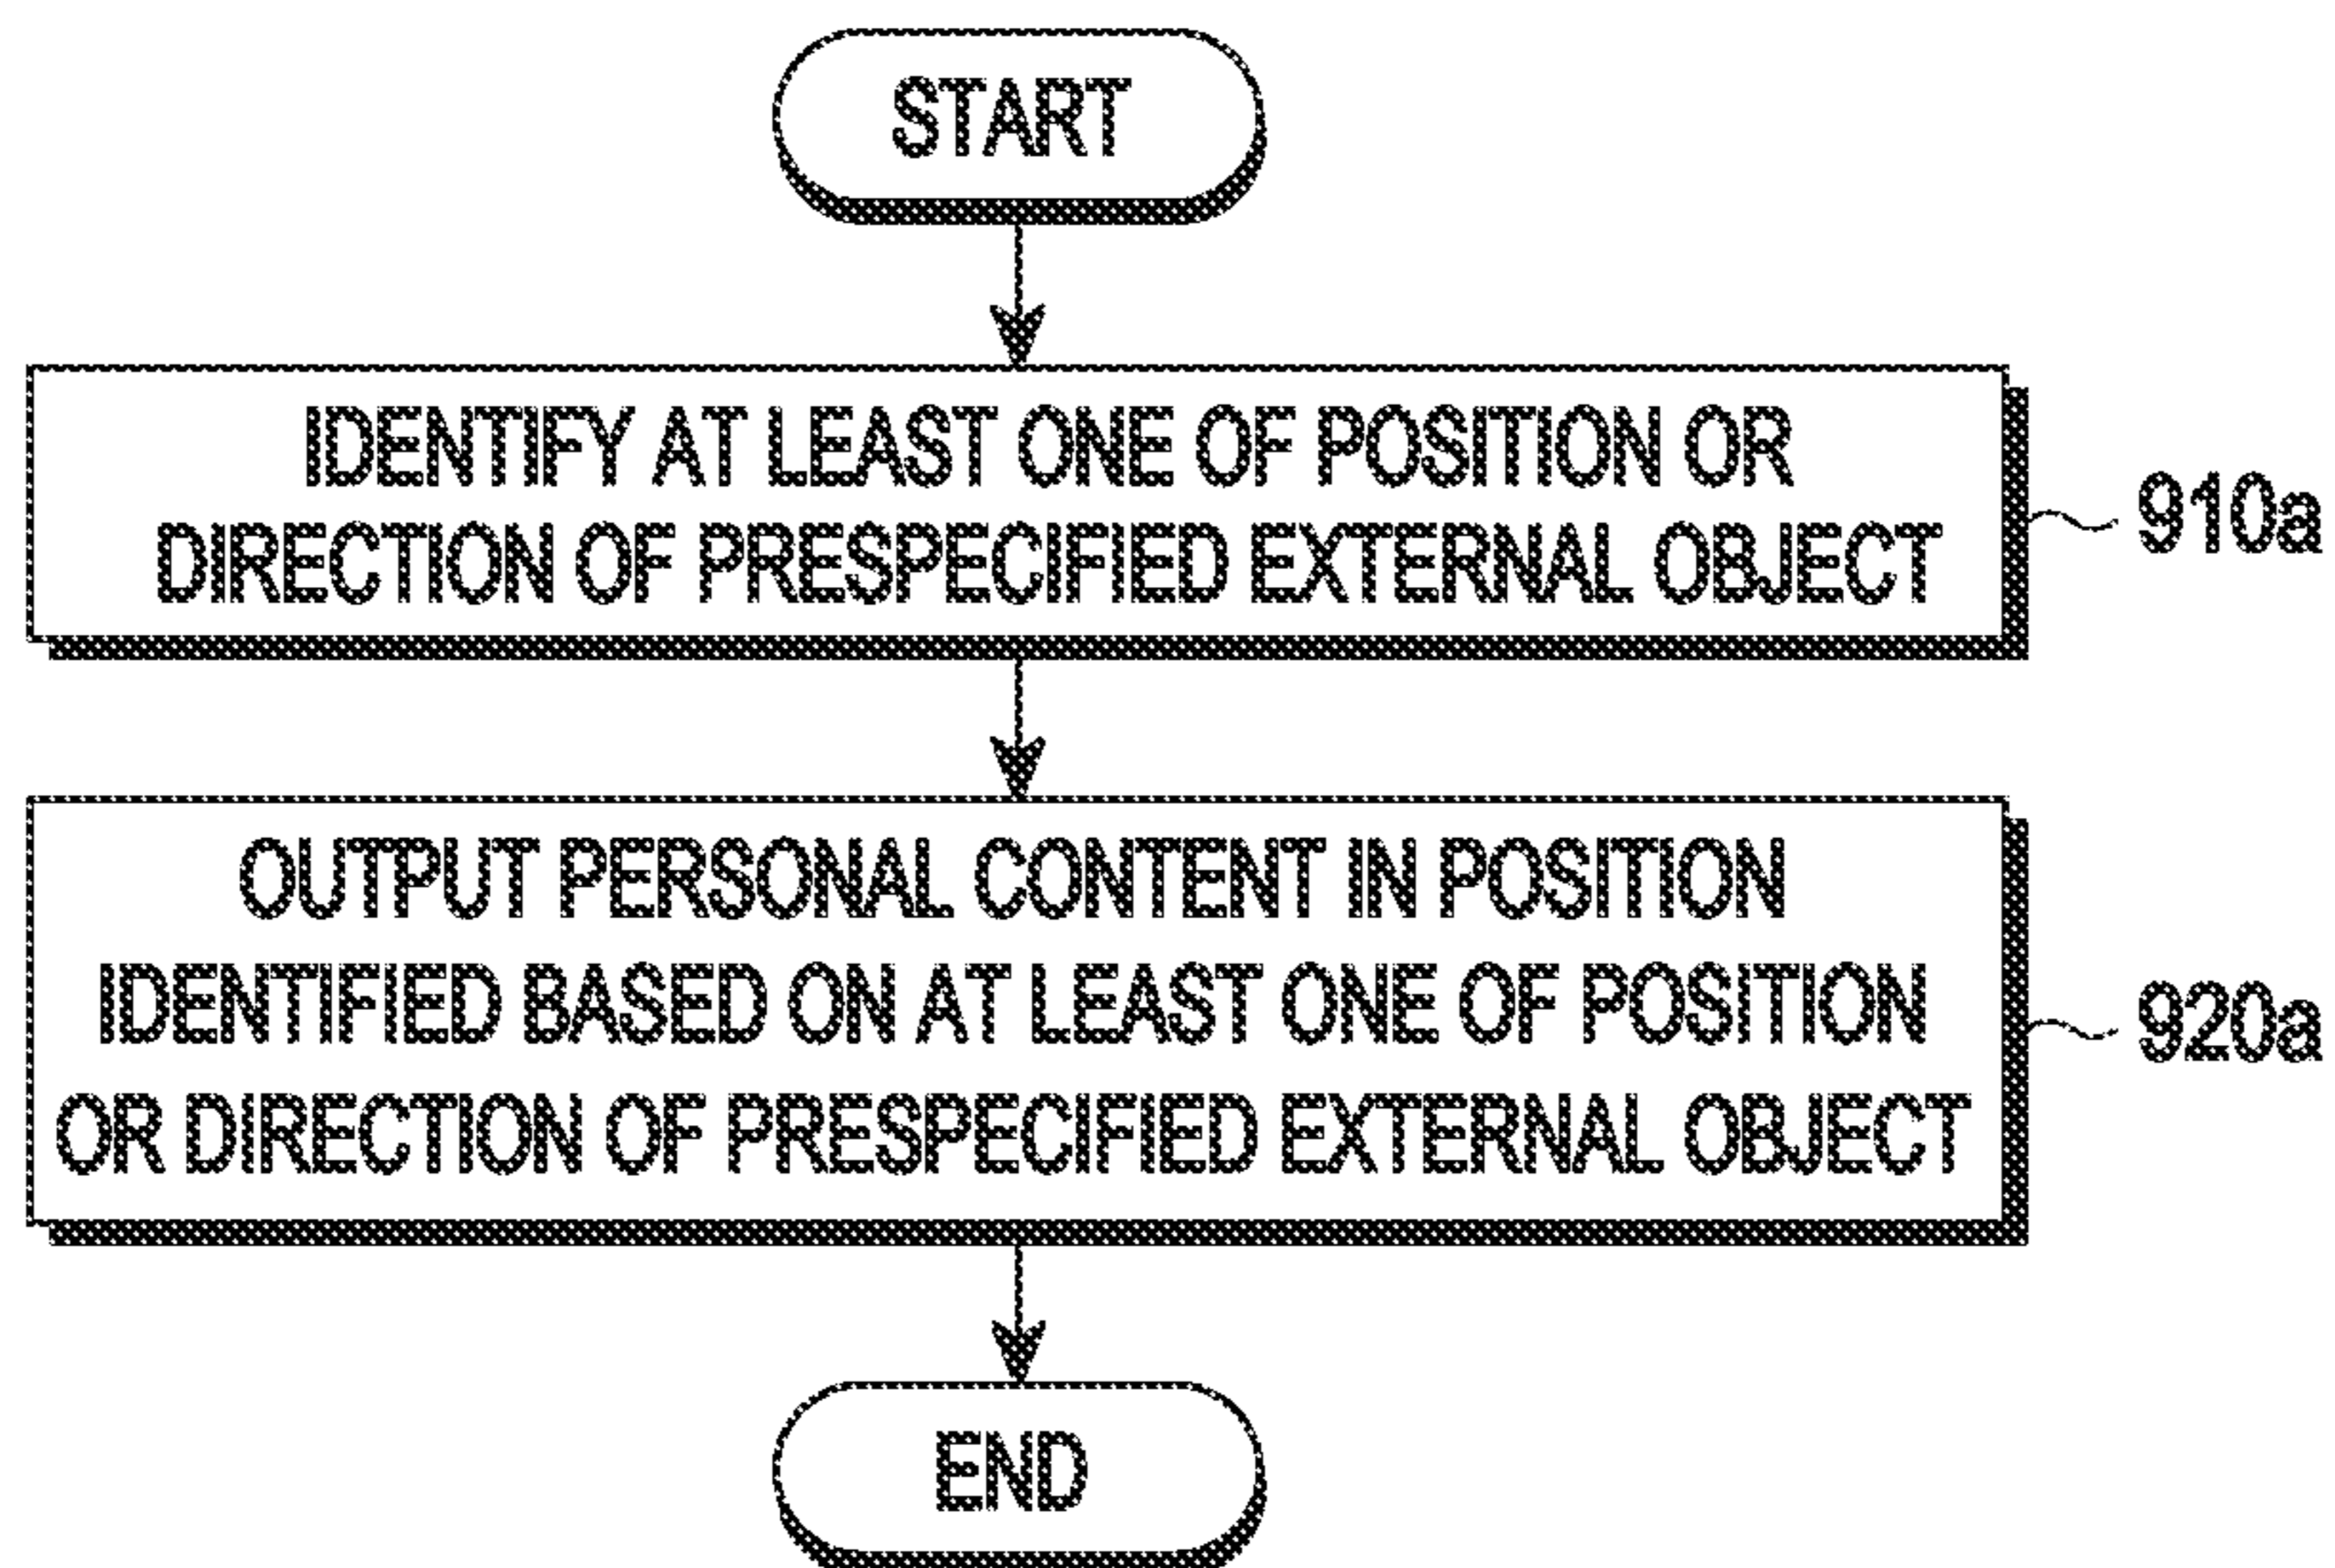 START
IDENTIFY AT LEAST ONE OF POSITION OR
DIRECTION OF PRESPECIFIED EXTERNAL OBJECT
910a
OUTPUT PERSONAL CONTENT IN POSITION
IDENTIFIED BASED ON AT LEAST ONE OF POSITION
OR DIRECTION OF PRESPECIFIED EXTERNAL OBJECT
920a
END